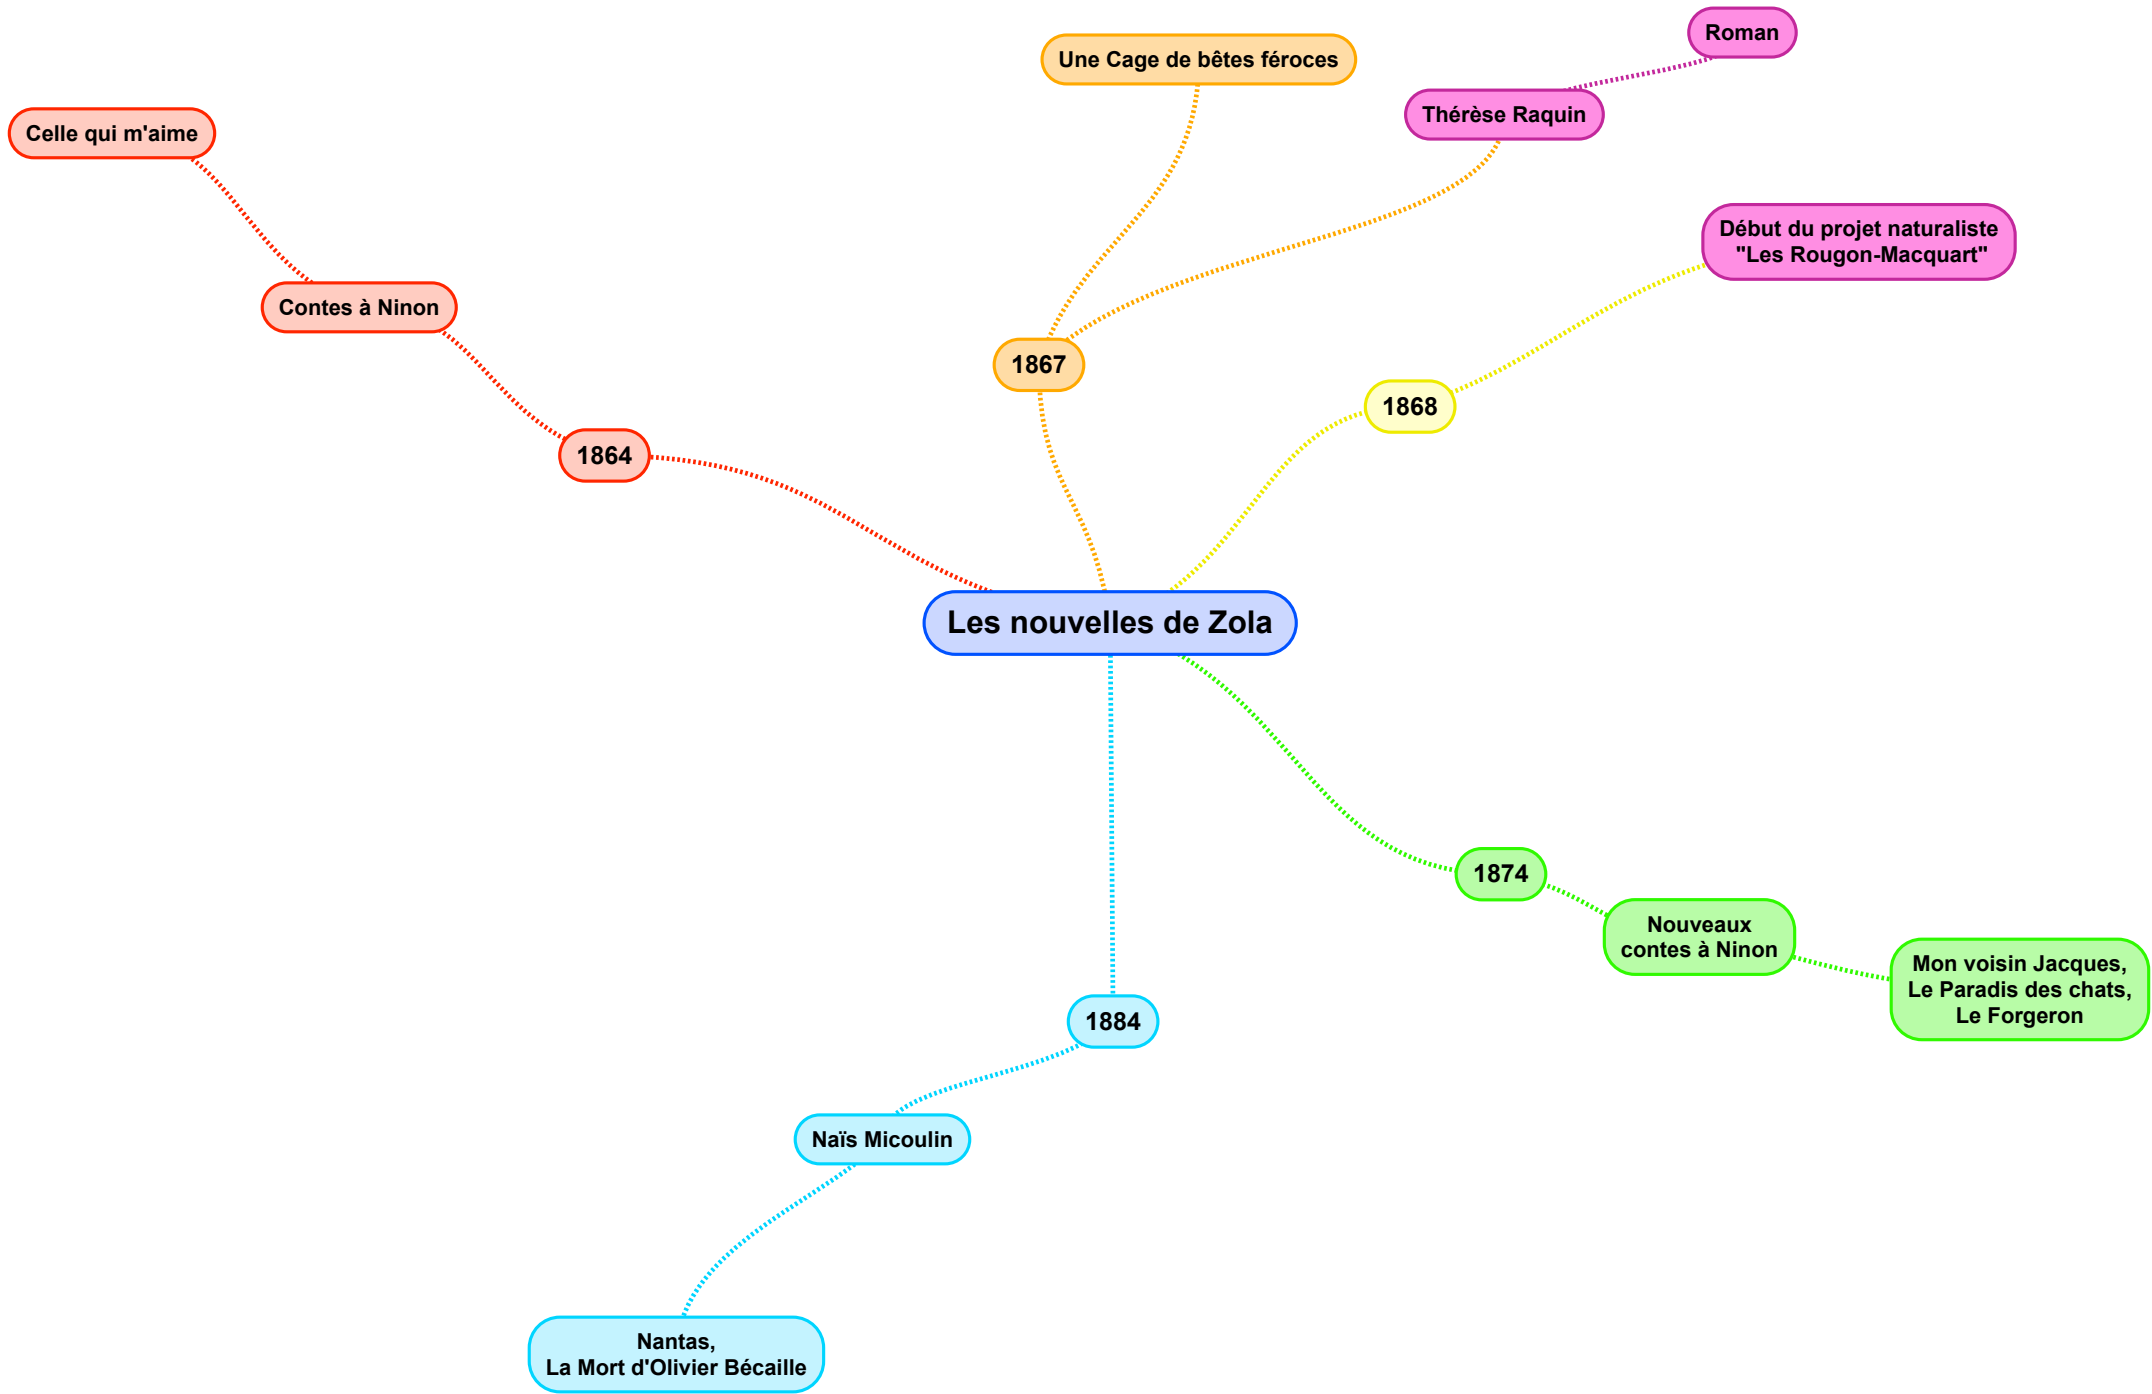 Roman
Une Cage de bêtes féroces
Thérèse Raquin
Celle qui m'aime
Début du projet naturaliste
"Les Rougon-Macquart"
Contes à Ninon
1867
1868
1864
Les nouvelles de Zola
1874
Nouveaux
contes à Ninon
Mon voisin Jacques,
Le Paradis des chats,
Le Forgeron
1884
Naïs Micoulin
Nantas,
La Mort d'Olivier Bécaille